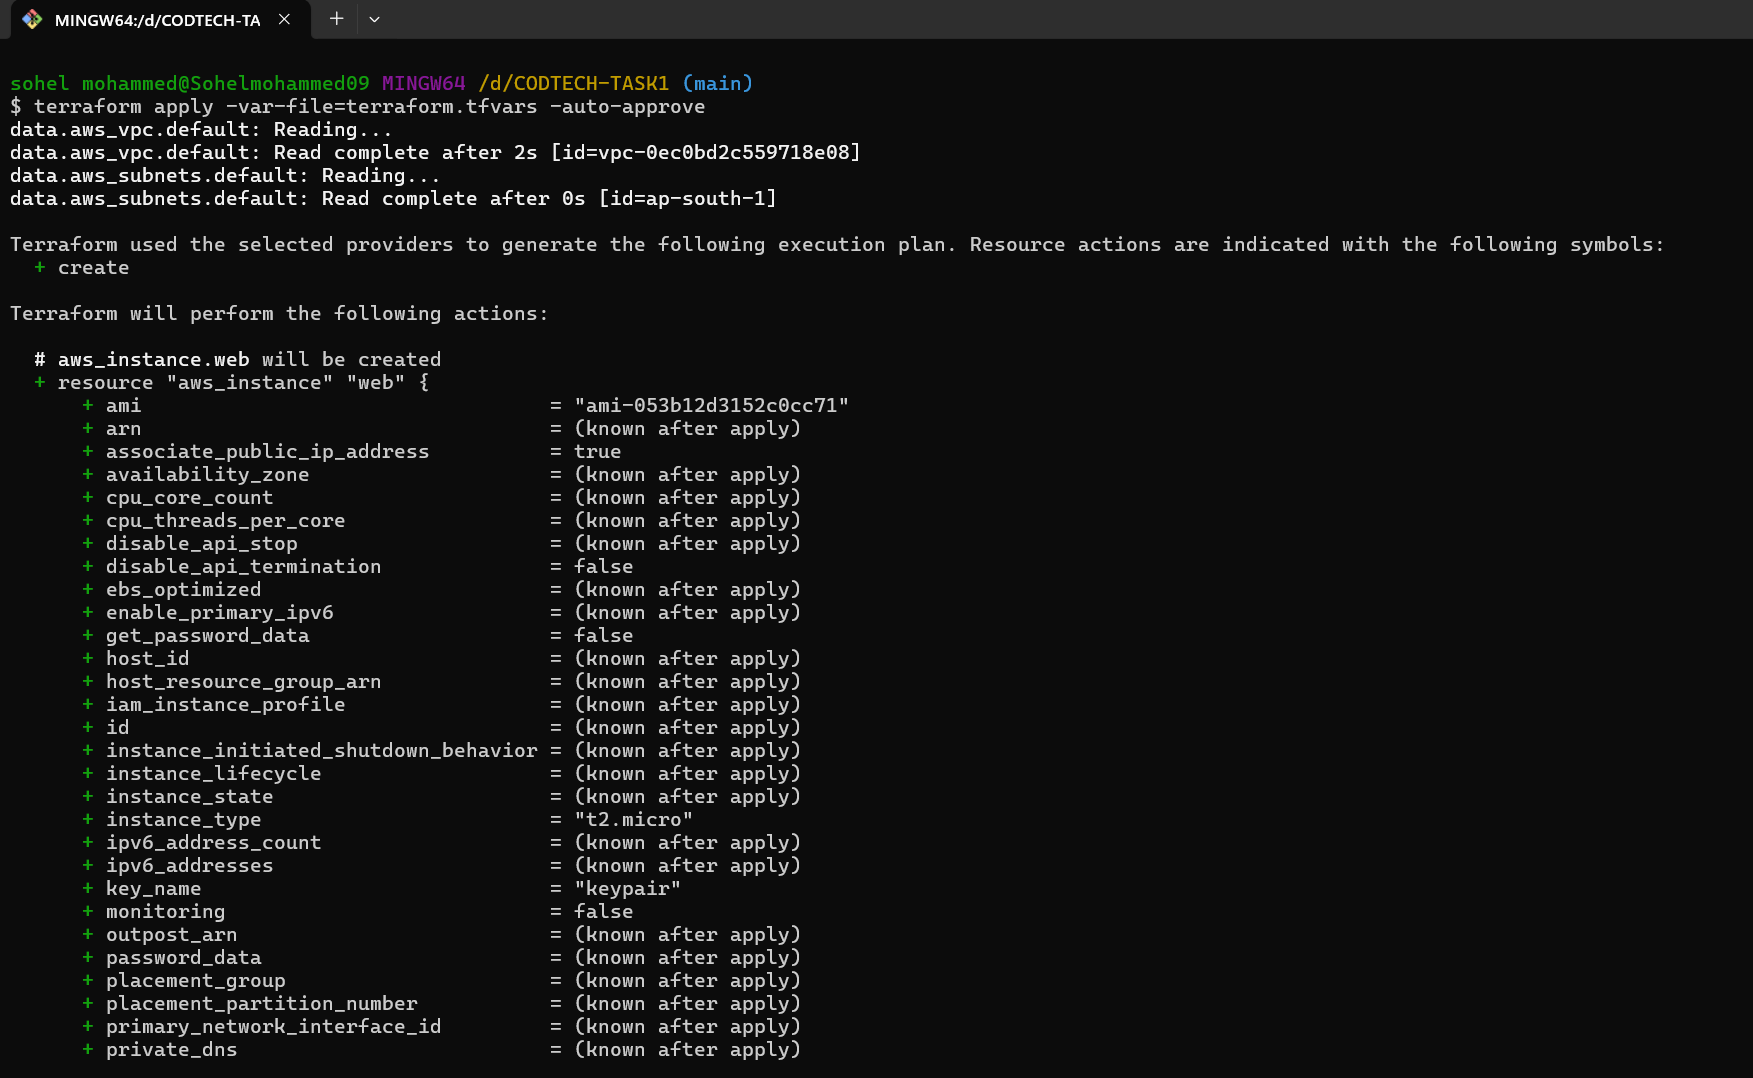 MINGW64:/d/CODTECH-TA
sohel mohammed@Sohelmohammed09 MINGW64 /d/CODTECH-TASK1 (main)
$ terraform apply -var-file=terraform.tfvars -auto-approve
data.aws_vpc.default: Reading...
data.aws_vpc.default: Read complete after 2s [id=vpc-0ec0bd2c559718e08]
data.aws_subnets.default: Reading...
data.aws_subnets.default: Read complete after 0s [id=ap-south-1]
Terraform used the selected providers to generate the following execution plan. Resource actions are indicated with the following symbols:
+ create
Terraform will perform the following actions:
# aws_instance.web will be created
+ resource "aws_instance" "web" {
+ ami = "ami-053b12d3152c0cc71"
+ arn = (known after apply)
+ associate_public_ip_address = true
+ availability_zone = (known after apply)
+ cpu_core_count = (known after apply)
+ cpu_threads_per_core = (known after apply)
+ disable_api_stop = (known after apply)
+ disable_api_termination = false
+ ebs_optimized = (known after apply)
+ enable_primary_ipv6 = (known after apply)
+ get_password_data = false
+ host_id = (known after apply)
+ host_resource_group_arn = (known after apply)
+ iam_instance_profile = (known after apply)
+ id = (known after apply)
+ instance_initiated_shutdown_behavior = (known after apply)
+ instance_lifecycle = (known after apply)
+ instance_state = (known after apply)
+ instance_type = "t2.micro"
+ ipv6_address_count = (known after apply)
+ ipv6_addresses = (known after apply)
+ key_name = "keypair"
+ monitoring = false
+ outpost_arn = (known after apply)
+ password_data = (known after apply)
+ placement_group = (known after apply)
+ placement_partition_number = (known after apply)
+ primary_network_interface_id = (known after apply)
+ private_dns = (known after apply)